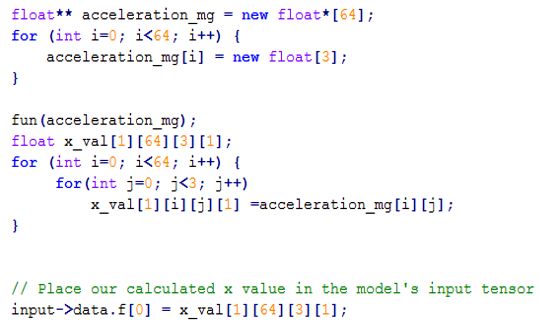 float** acceleration_mg = new float*[64];
for (int i=0; i<64; i++) {
    acceleration_mg[i] = new float[3];
}

fun(acceleration_mg);
float x_val[1][64][3][1];
for (int i=0; i<64; i++) {
     for(int j=0; j<3; j++)
         x_val[1][i][j][1] =acceleration_mg[i][j];
}

// Place our calculated x value in the model's input tensor
input->data.f[0] = x_val[1][64][3][1];